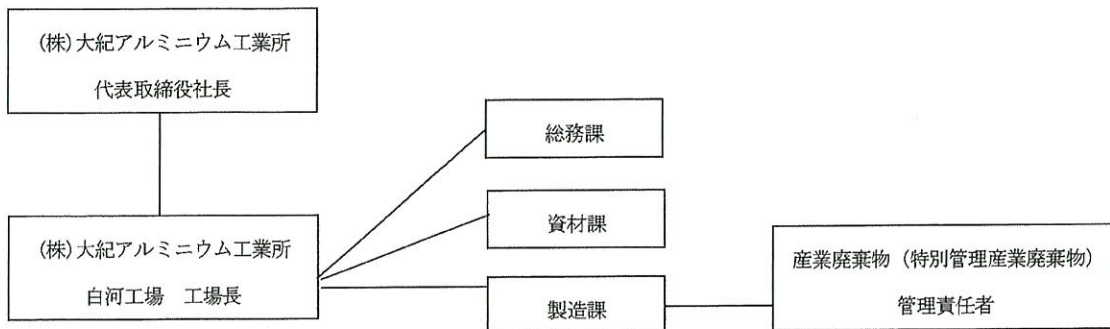 (株)大紀アルミニウム工業所
代表取締役社長
総務課
資材課
(株)大紀アルミニウム工業所
白河工場　工場長
製造課
産業廃棄物（特別管理産業廃棄物）
管理責任者